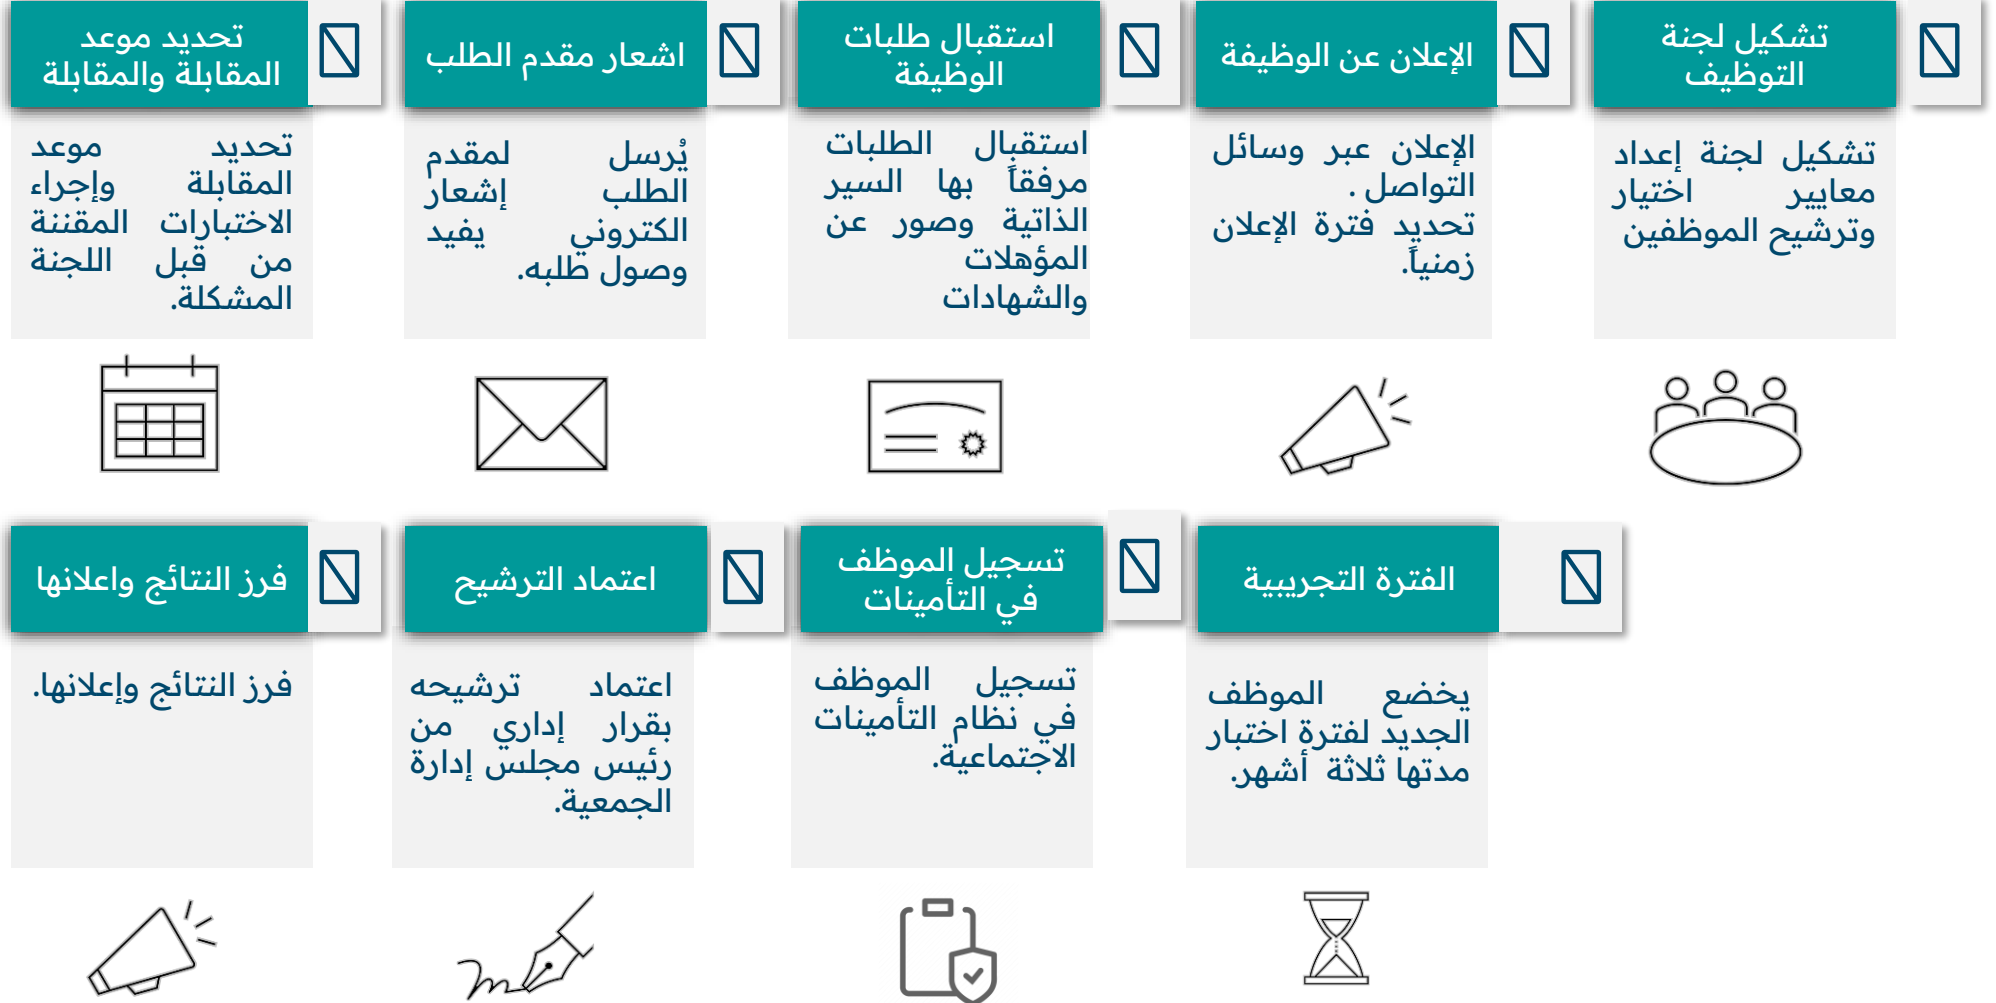 تشكيل لجنة
التوظيف
تشكيل لجنة إعداد
معايير اختيار
وترشيح الموظفين
الإعلان عن الوظيفة
الإعلان عبر وسائل
التواصل .
تحديد فترة الإعلان
زمنياً.
استقبال طلبات
الوظيفة
استقبال الطلبات
مرفقاً بها السير
الذاتية وصور عن
المؤهلات
والشهادات
اشعار مقدم الطلب
يُرسل لمقدم
الطلب إشعار
الكتروني يفيد
وصول طلبه.
تحديد موعد
المقابلة والمقابلة
تحديد موعد
المقابلة وإجراء
الاختبارات المقننة
من قبل اللجنة
المشكلة.
الفترة التجريبية
يخضع الموظف
الجديد لفترة اختبار
مدتها ثلاثة أشهر.
تسجيل الموظف
في التأمينات
تسجيل الموظف
في نظام التأمينات
الاجتماعية.
اعتماد الترشيح
اعتماد ترشيحه
بقرار إداري من
رئيس مجلس إدارة
الجمعية.
فرز النتائج واعلانها
فرز النتائج وإعلانها.